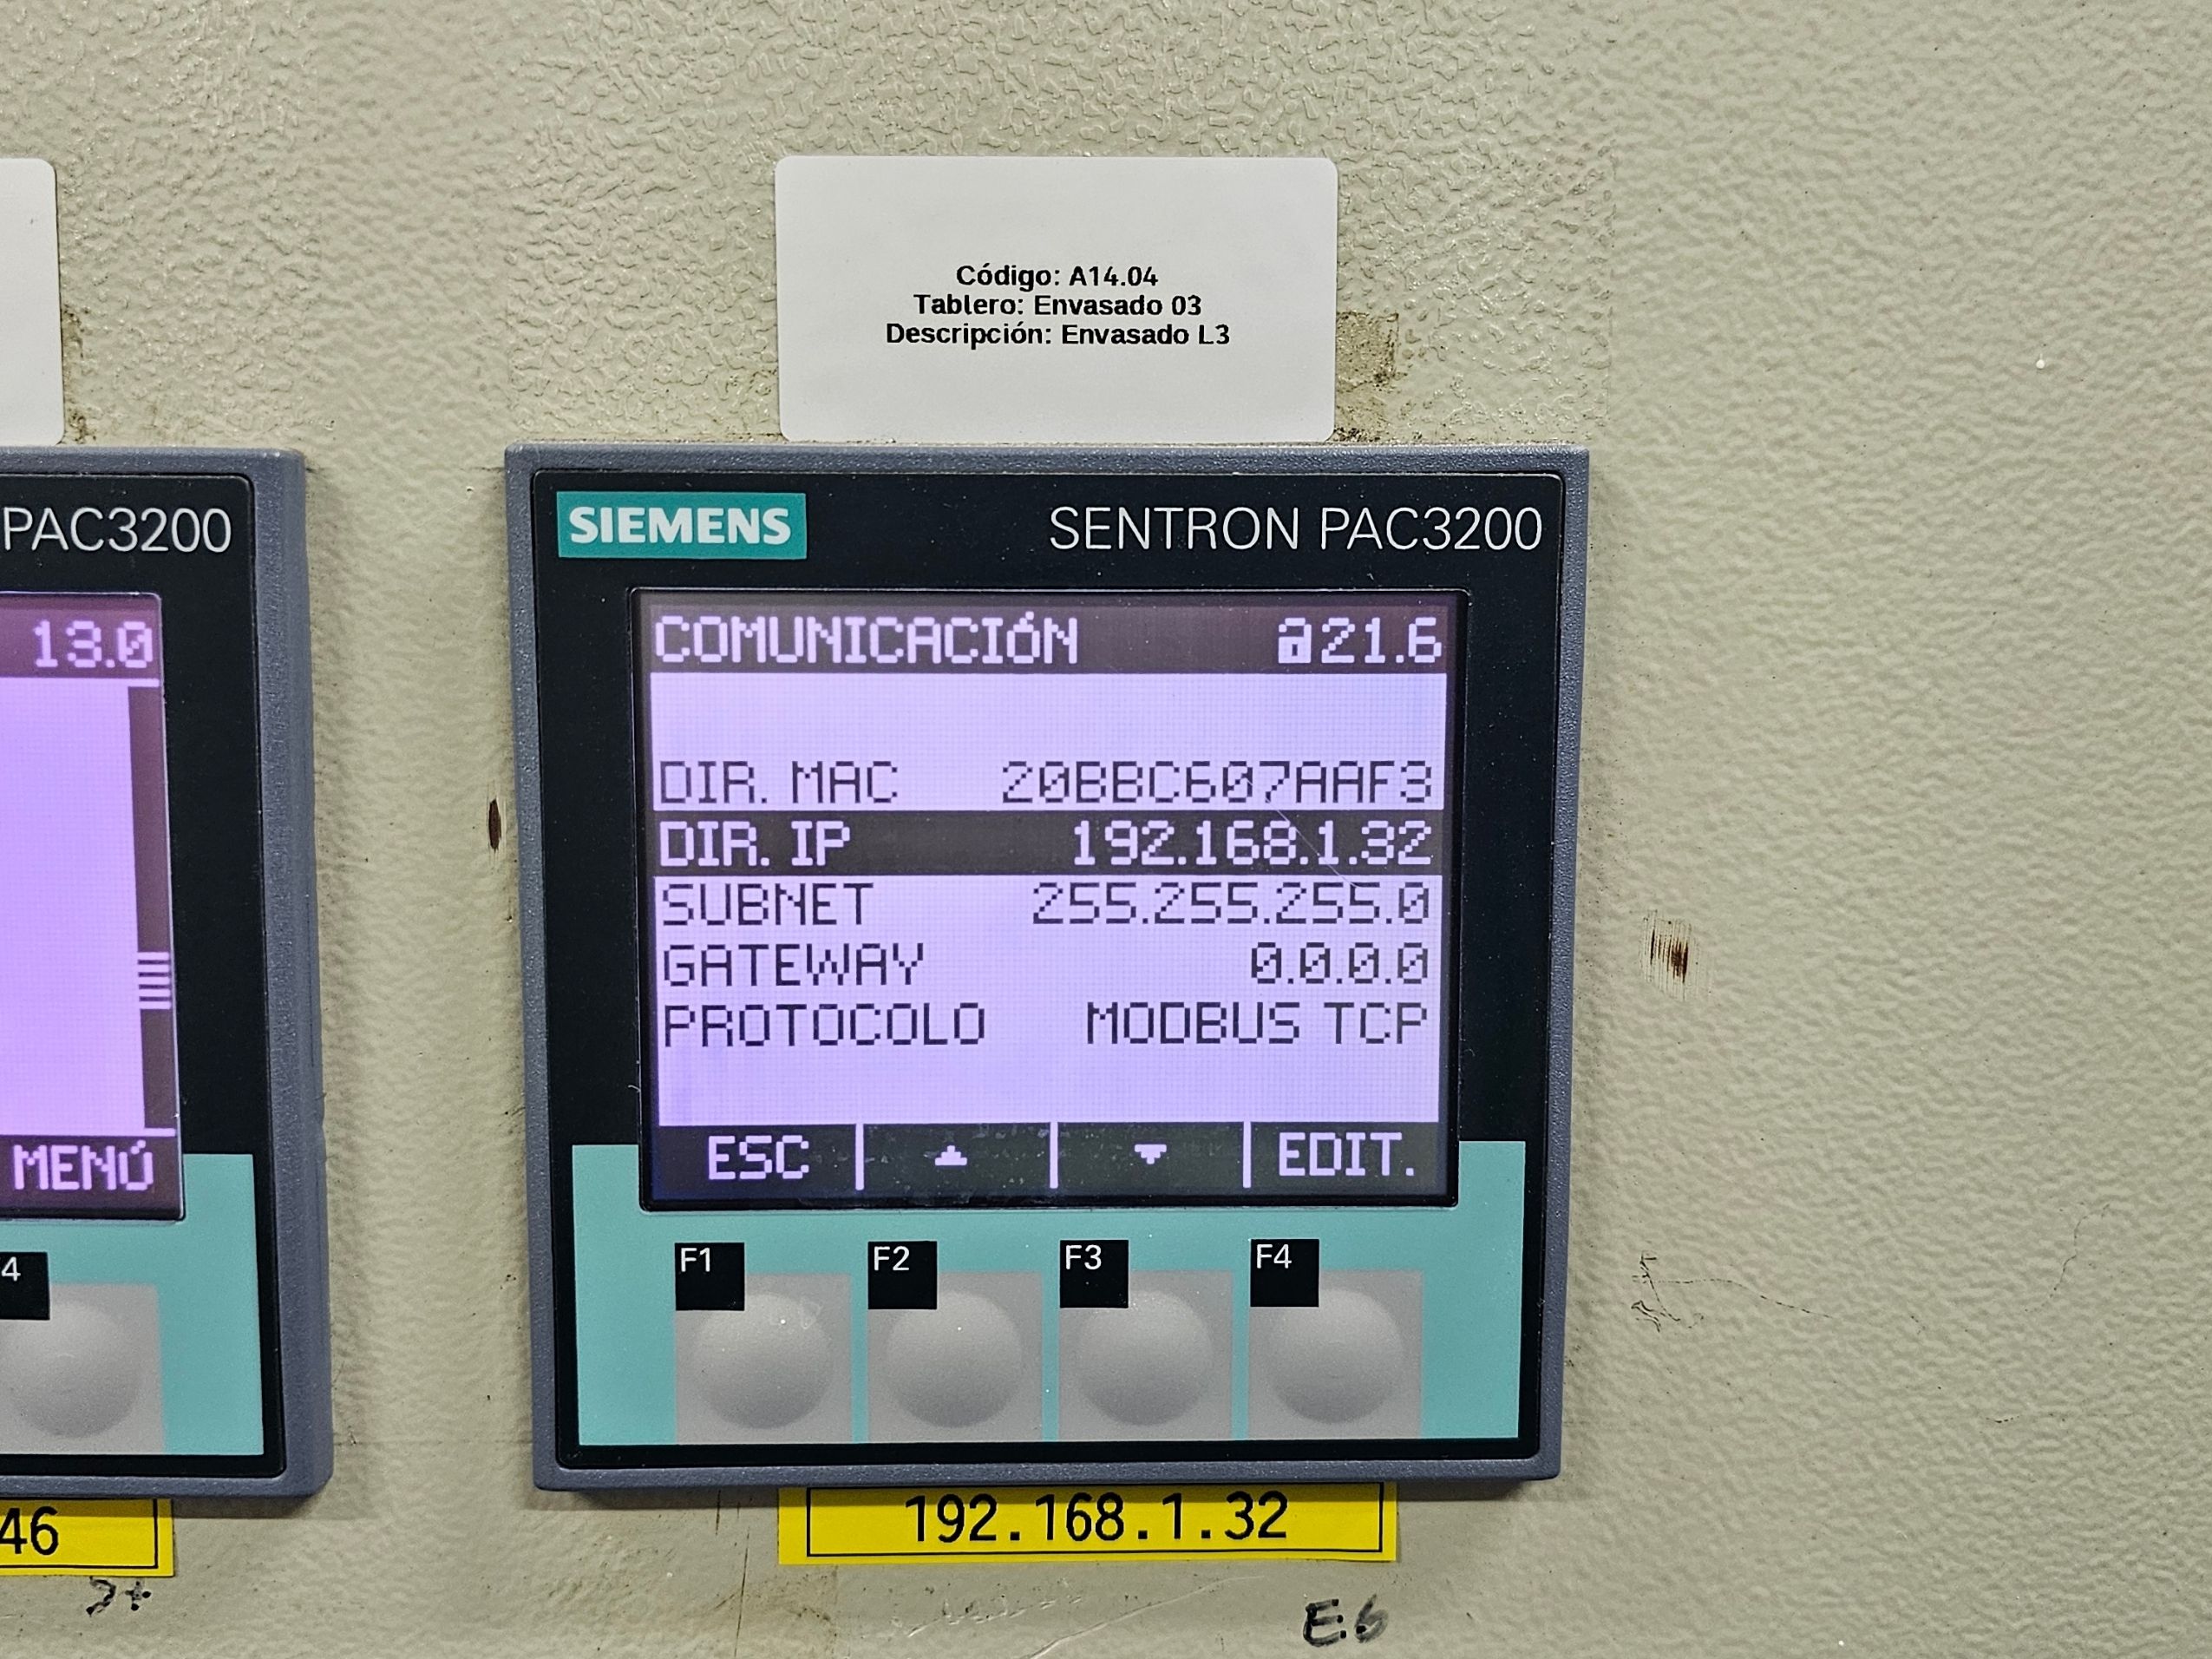 Código: A14.04
Tablero: Envasado 03
Descripción: Envasado L3
PAC3200
13.0
MENÚ
4
46
SIEMENS
SENTRON PAC3200
COMUNICACIÓN 21.6
DIR. MAC 20BBC607AAF3
DIR. IP 192.168.1.32
SUBNET 255.255.255.0
GATEWAY 0.0.0.0
PROTOCOLO MODBUS TCP
ESC EDIT.
F1 F2 F3 F4
192.168.1.32
E.6